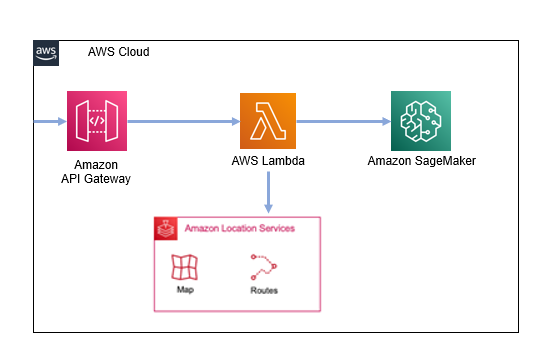 aws
AWS Cloud
</>
Amazon
API Gateway
AWS Lambda
Amazon SageMaker
Amazon Location Services
Map
Routes